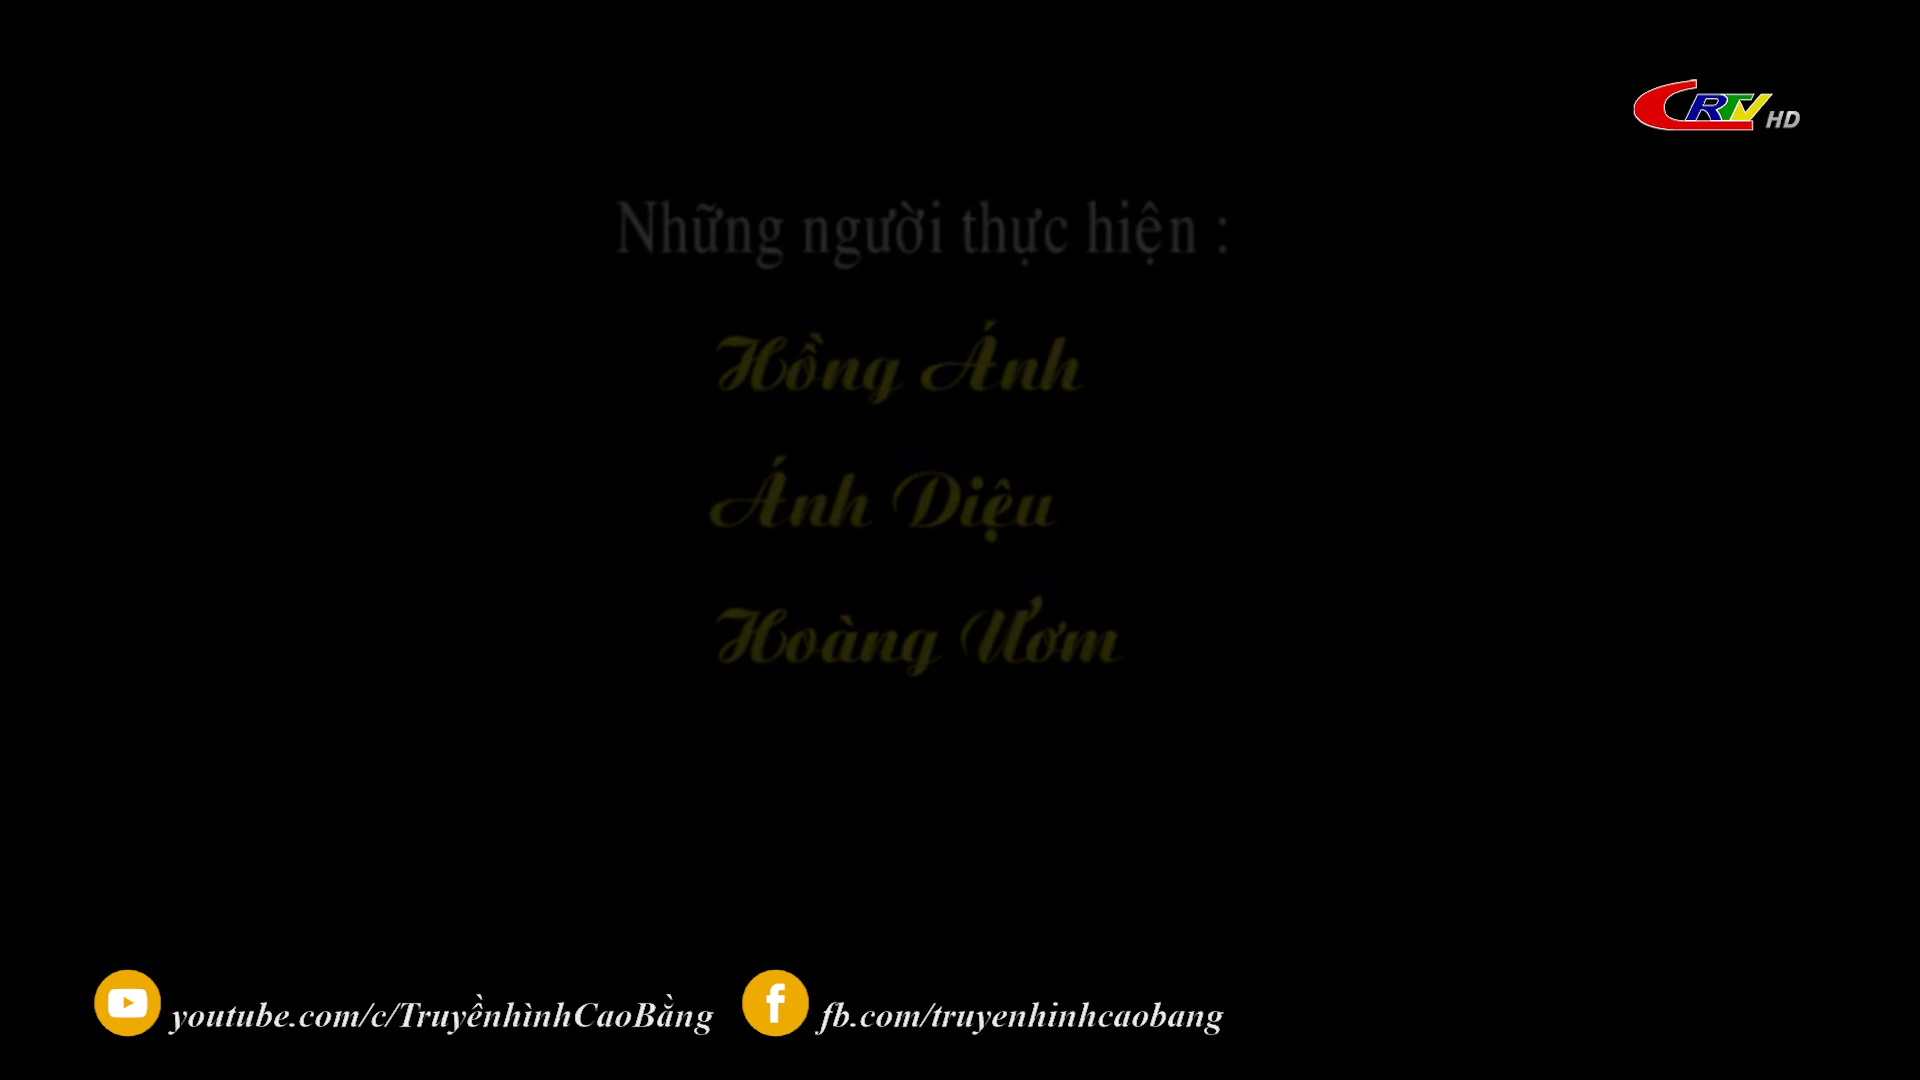 CRTV HD
Những người thực hiện :
Hồng Ánh
Ánh Diệu
Hoàng Ươm
youtube.com/c/TruyềnhìnhCaoBằng
fb.com/truyenhinhcaobang